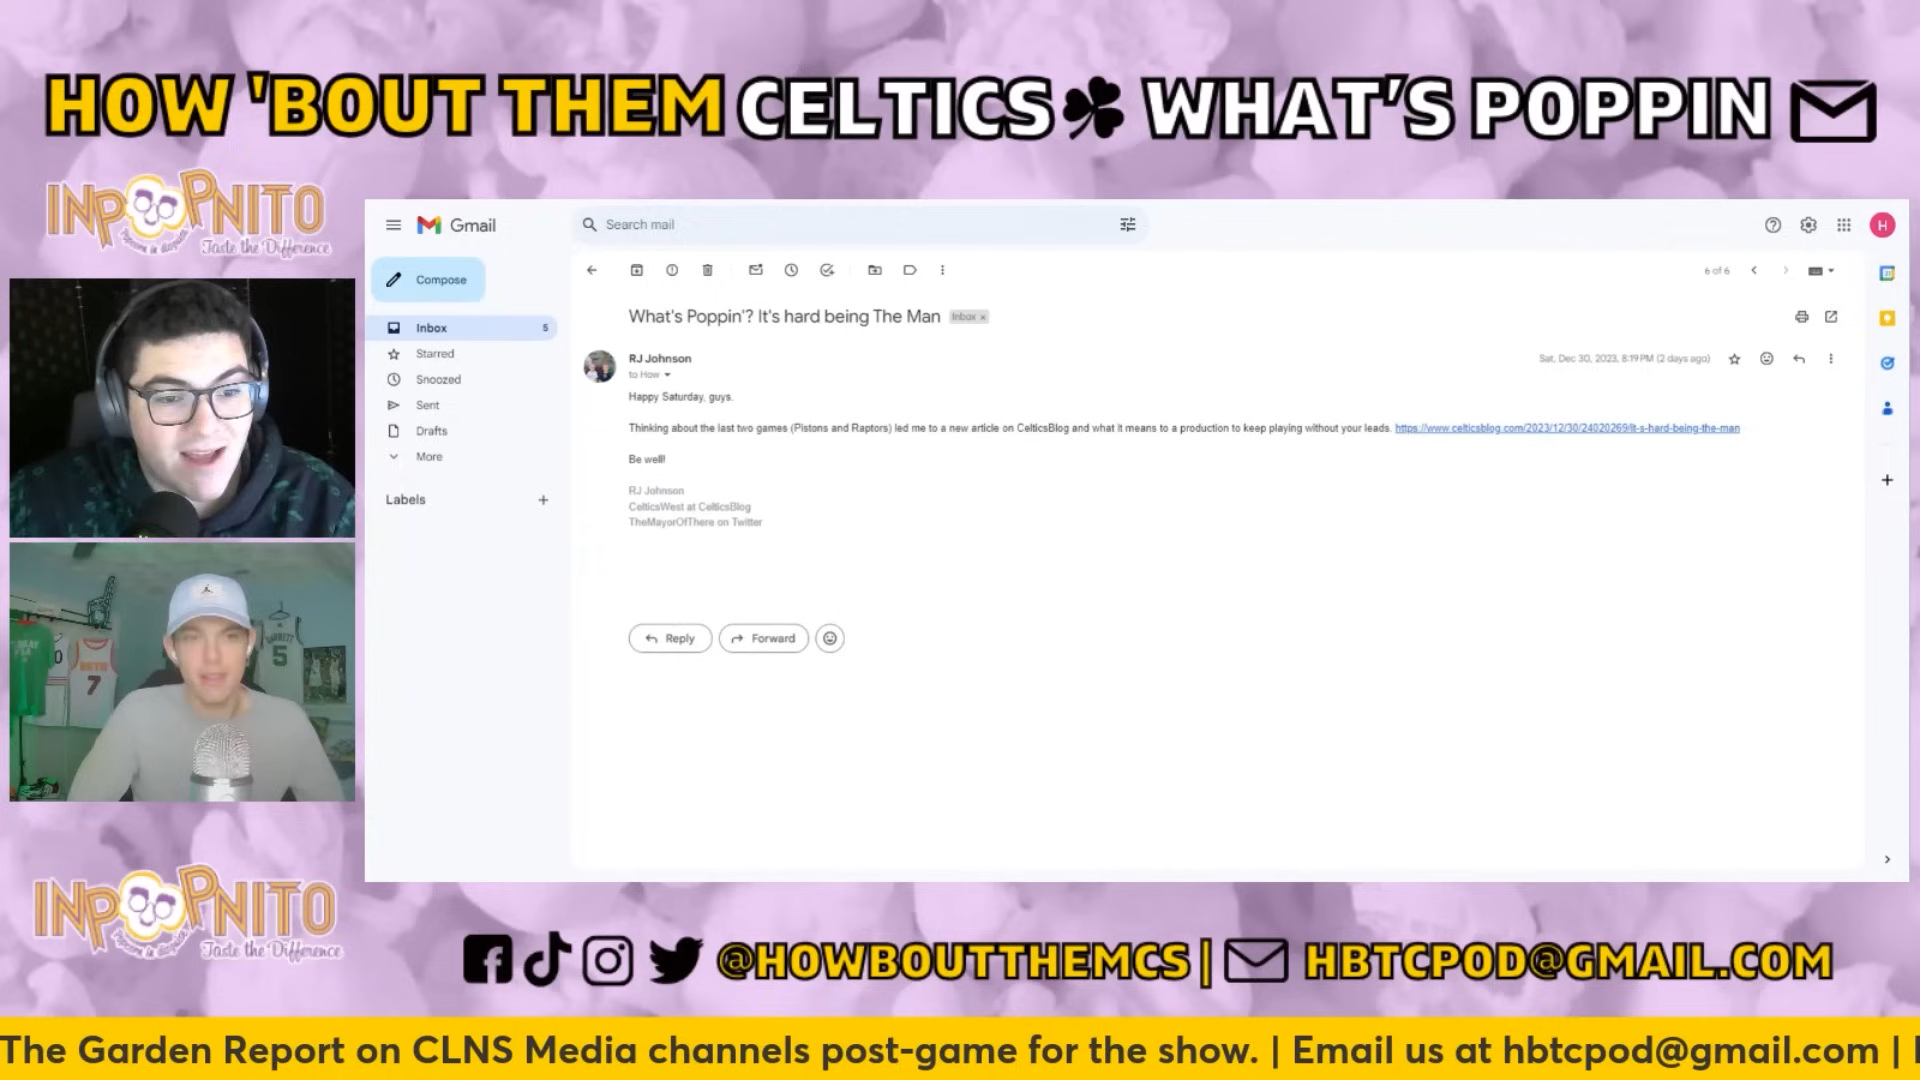 HOW 'BOUT THEM CELTICS WHAT'S POPPIN
INPOPNITO
Taste the Difference
Gmail
Search mail
H
Compose
6 of 6
Inbox 5
Starred
Snoozed
Sent
Drafts
More
Labels
What's Poppin'? It's hard being The Man Inbox x
RJ Johnson
Sat, Dec 30, 2023, 8:19 PM (2 days ago)
to How
Happy Saturday, guys.
Thinking about the last two games (Pistons and Raptors) led me to a new article on CelticsBlog and what it means to a production to keep playing without your leads. https://www.celticsblog.com/2023/12/30/24020269/it-s-hard-being-the-man
Be well!
RJ Johnson
CelticsWest at CelticsBlog
TheMayorOfThere on Twitter
Reply
Forward
7
5
INPOPNITO
Taste the Difference
@HOWBOUTTHEMCS | HBTCPOD@GMAIL.COM
The Garden Report on CLNS Media channels post-game for the show. | Email us at hbtcpod@gmail.com |